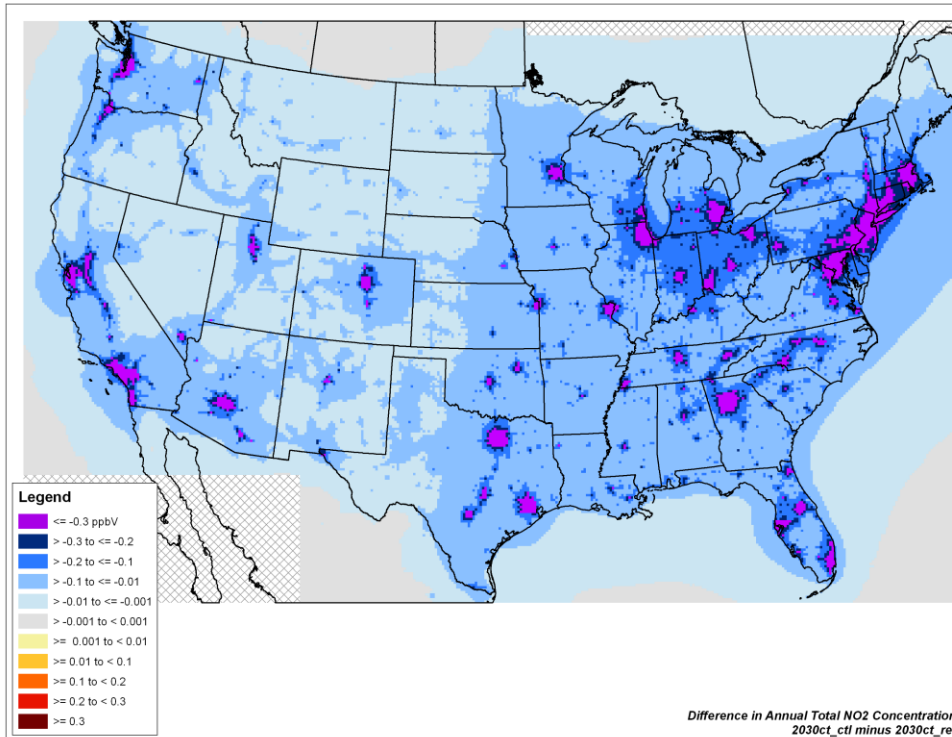 Legend
<= -0.3 ppbV
> -0.3 to <= -0.2
> -0.2 to <= -0.1
> -0.1 to <= -0.01
> -0.01 to <= -0.001
> -0.001 to < 0.001
>= 0.001 to < 0.01
>= 0.01 to < 0.1
>= 0.1 to < 0.2
>= 0.2 to < 0.3
>= 0.3
Difference in Annual Total NO2 Concentration
2030ct_ctl minus 2030ct_re